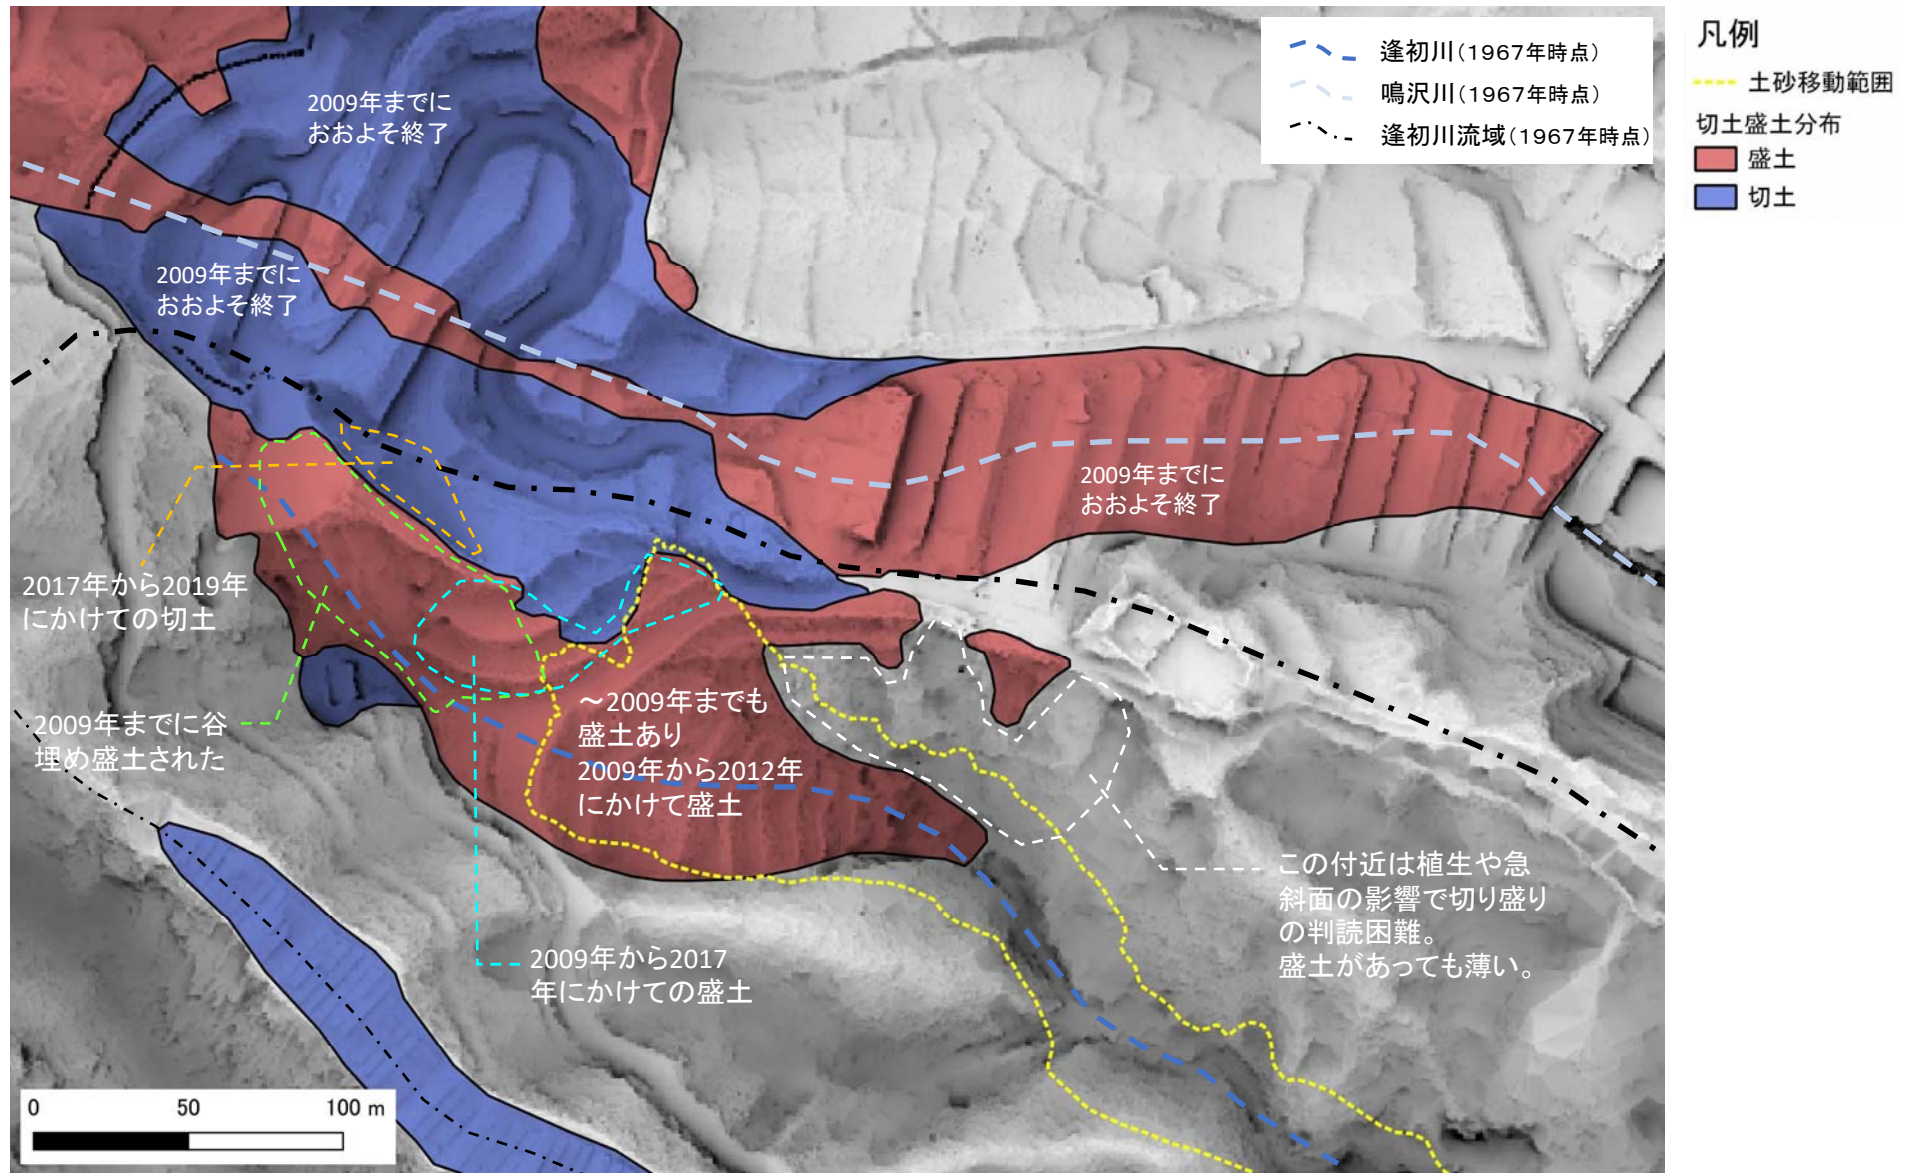 逢初川(1967年時点)
鳴沢川(1967年時点)
逢初川流域(1967年時点)
凡例
土砂移動範囲
切土盛土分布
盛土
切土
2009年までに
おおよそ終了
2009年までに
おおよそ終了
2009年までに
おおよそ終了
2017年から2019年
にかけての切土
2009年までに谷
埋め盛土された
～2009年までも
盛土あり
2009年から2012年
にかけて盛土
この付近は植生や急
斜面の影響で切り盛り
の判読困難。
盛土があっても薄い。
2009年から2017
年にかけての盛土
0 50 100 m